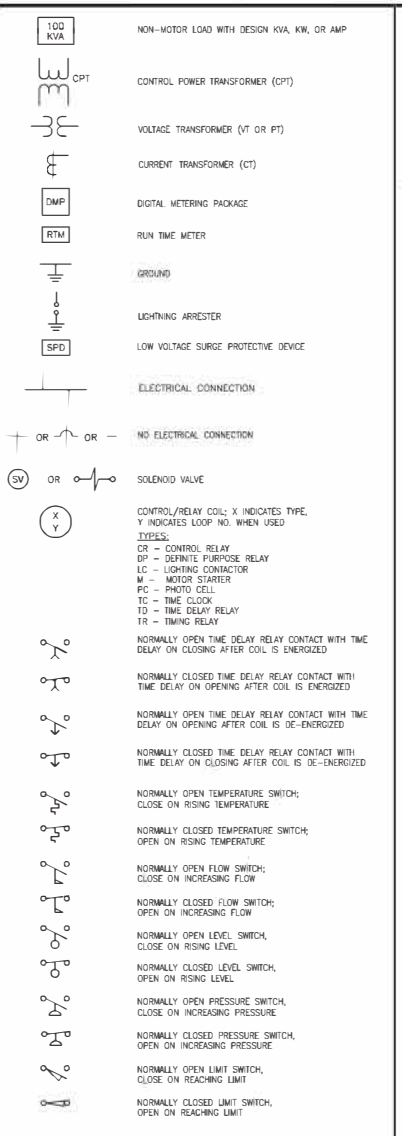 100
KVA
NON-MOTOR LOAD WITH DESIGN KVA, KW, OR AMP
CPT
CONTROL POWER TRANSFORMER (CPT)
VOLTAGE TRANSFORMER (VT OR PT)
CURRENT TRANSFORMER (CT)
DMP
DIGITAL METERING PACKAGE
RTM
RUN TIME METER
GROUND
LIGHTNING ARRESTER
SPD
LOW VOLTAGE SURGE PROTECTIVE DEVICE
ELECTRICAL CONNECTION
OR OR
NO ELECTRICAL CONNECTION
SV OR
SOLENOID VALVE
X
Y
CONTROL/RELAY COIL; X INDICATES TYPE,
Y INDICATES LOOP NO. WHEN USED
TYPES:
CR - CONTROL RELAY
DP - DEFINITE PURPOSE RELAY
LC - LIGHTING CONTACTOR
M - MOTOR STARTER
PC - PHOTO CELL
TC - TIME CLOCK
TD - TIME DELAY RELAY
TR - TIMING RELAY
NORMALLY OPEN TIME DELAY RELAY CONTACT WITH TIME
DELAY ON CLOSING AFTER COIL IS ENERGIZED
NORMALLY CLOSED TIME DELAY RELAY CONTACT WITH
TIME DELAY ON OPENING AFTER COIL IS ENERGIZED
NORMALLY OPEN TIME DELAY RELAY CONTACT WITH TIME
DELAY ON OPENING AFTER COIL IS DE-ENERGIZED
NORMALLY CLOSED TIME DELAY RELAY CONTACT WITH
TIME DELAY ON CLOSING AFTER COIL IS DE-ENERGIZED
NORMALLY OPEN TEMPERATURE SWITCH;
CLOSE ON RISING TEMPERATURE
NORMALLY CLOSED TEMPERATURE SWITCH;
OPEN ON RISING TEMPERATURE
NORMALLY OPEN FLOW SWITCH;
CLOSE ON INCREASING FLOW
NORMALLY CLOSED FLOW SWITCH;
OPEN ON INCREASING FLOW
NORMALLY OPEN LEVEL SWITCH,
CLOSE ON RISING LEVEL
NORMALLY CLOSED LEVEL SWITCH,
OPEN ON RISING LEVEL
NORMALLY OPEN PRESSURE SWITCH,
CLOSE ON INCREASING PRESSURE
NORMALLY CLOSED PRESSURE SWITCH,
OPEN ON INCREASING PRESSURE
NORMALLY OPEN LIMIT SWITCH,
CLOSE ON REACHING LIMIT
NORMALLY CLOSED LIMIT SWITCH,
OPEN ON REACHING LIMIT